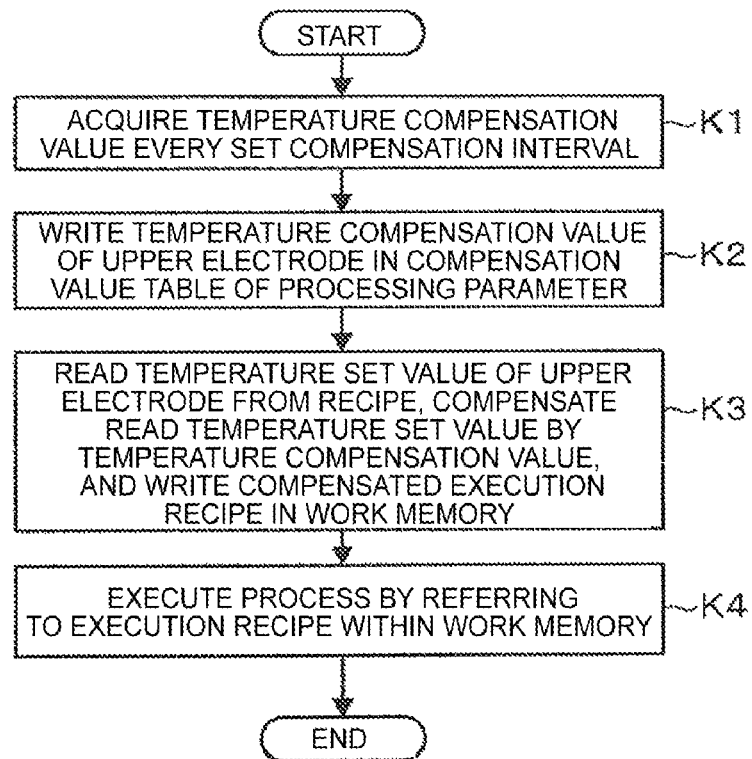 START
ACQUIRE TEMPERATURE COMPENSATION
VALUE EVERY SET COMPENSATION INTERVAL
K1
WRITE TEMPERATURE COMPENSATION VALUE
OF UPPER ELECTRODE IN COMPENSATION
VALUE TABLE OF PROCESSING PARAMETER
K2
READ TEMPERATURE SET VALUE OF UPPER
ELECTRODE FROM RECIPE, COMPENSATE
READ TEMPERATURE SET VALUE BY
TEMPERATURE COMPENSATION VALUE,
AND WRITE COMPENSATED EXECUTION
RECIPE IN WORK MEMORY
K3
EXECUTE PROCESS BY REFERRING
TO EXECUTION RECIPE WITHIN WORK MEMORY
K4
END